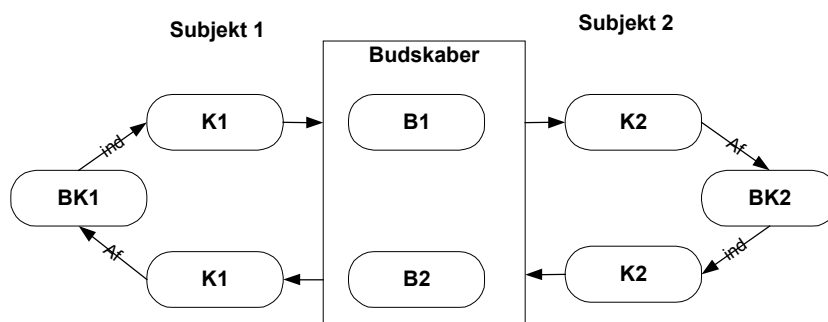 Subjekt 1
Subjekt 2
Budskaber
K1
B1
K2
ind
Af
BK1
BK2
Af
ind
K1
B2
K2